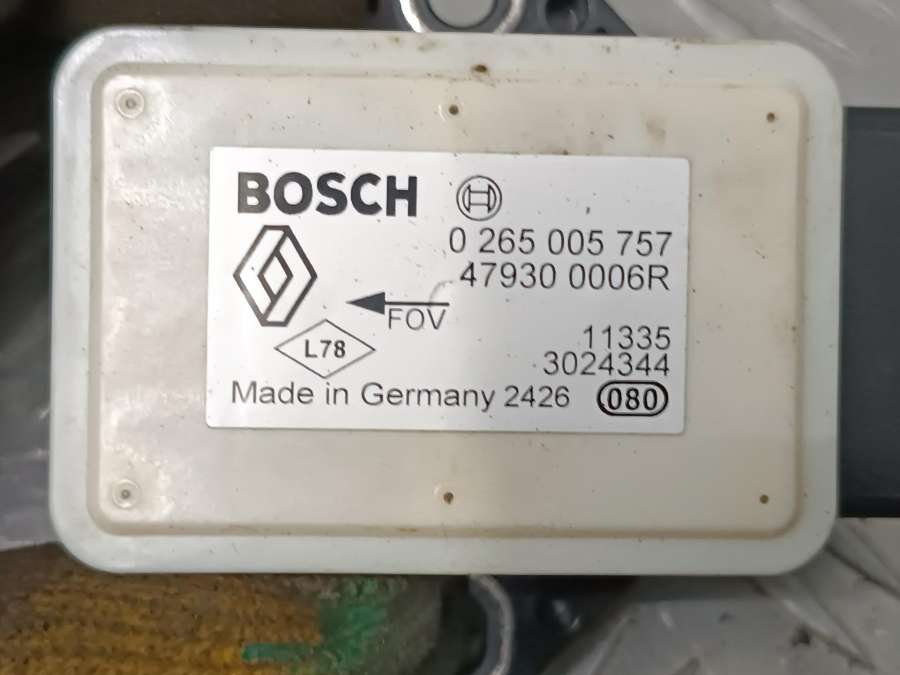 BOSCH
0 265 005 757
47930 0006R
FOV
11335
L78
3024344
Made in Germany 2426 080